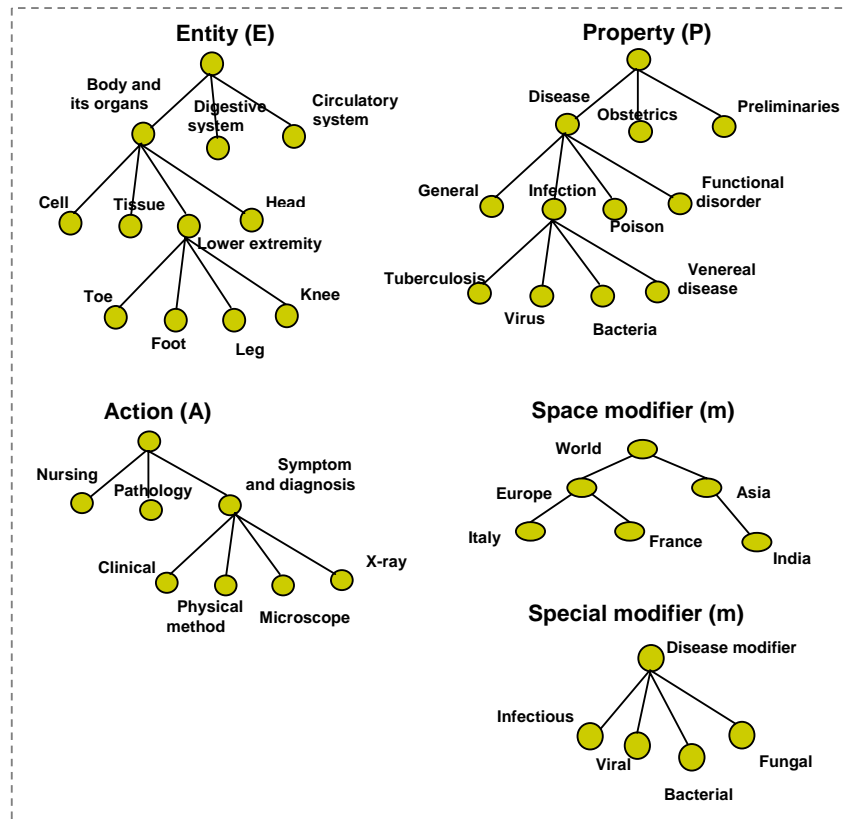 Entity (E)
Body and
its organs
Digestive
system
Circulatory
system
Cell
Tissue
Head
Lower extremity
Toe
Foot
Leg
Knee
Property (P)
Disease
Obstetrics
Preliminaries
General
Infection
Poison
Functional
disorder
Tuberculosis
Virus
Bacteria
Venereal
disease
Action (A)
Nursing
Pathology
Symptom
and diagnosis
Clinical
Physical
method
Microscope
X-ray
Space modifier (m)
World
Europe
Asia
Italy
France
India
Special modifier (m)
Disease modifier
Infectious
Viral
Bacterial
Fungal